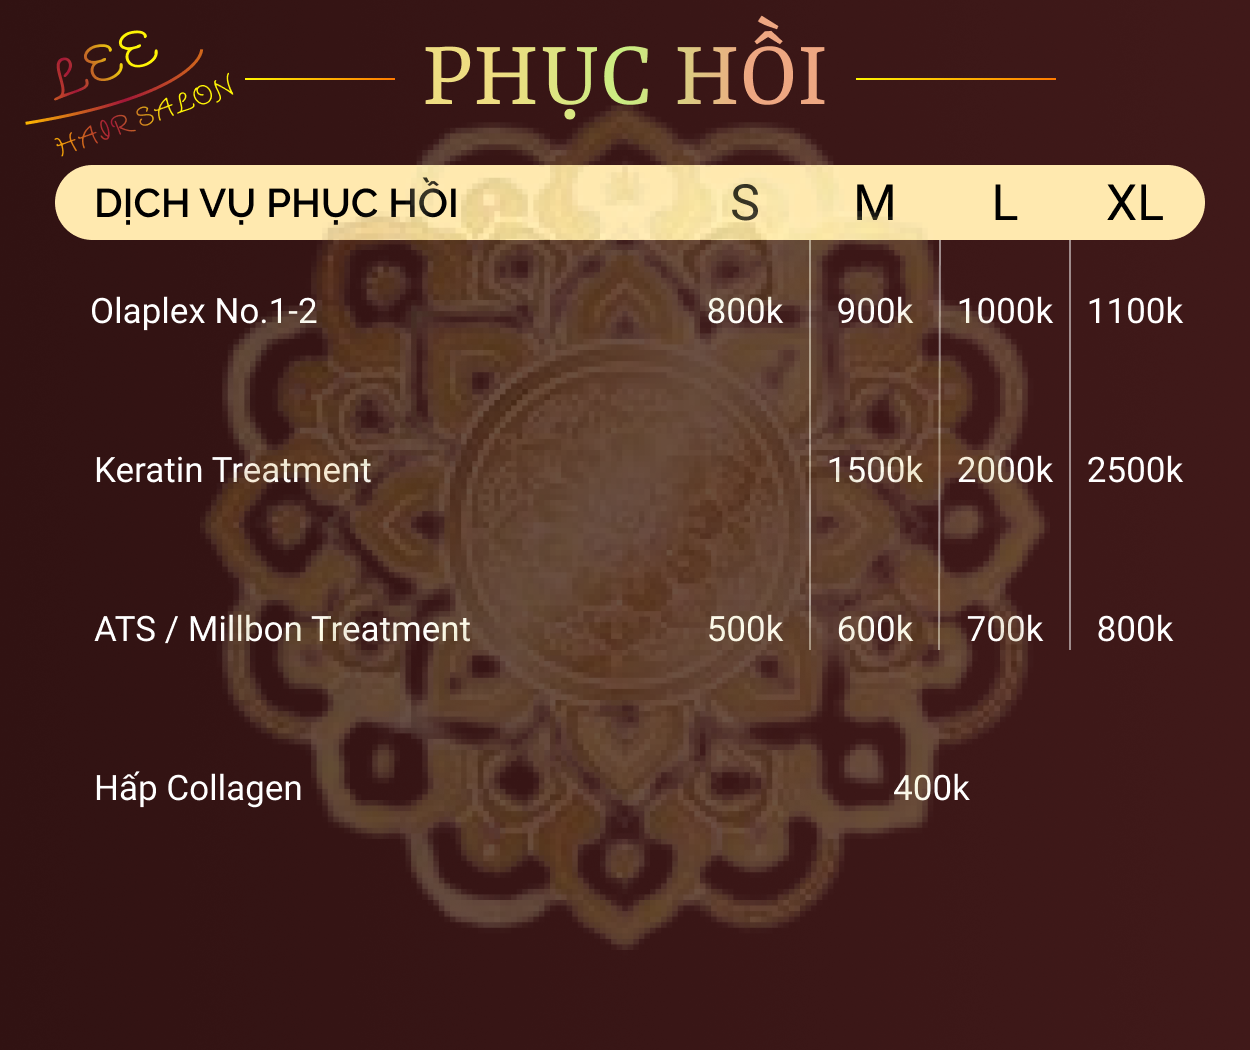 LEE
HAIR SALON
PHỤC HỒI
DỊCH VỤ PHỤC HỒI S M L XL
Olaplex No.1-2 800k 900k 1000k 1100k
Keratin Treatment 1500k 2000k 2500k
ATS / Millbon Treatment 500k 600k 700k 800k
Hấp Collagen 400k